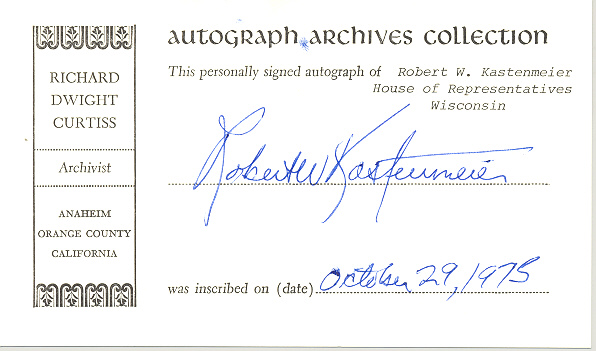 RICHARD
DWIGHT
CURTISS
Archivist
ANAHEIM
ORANGE COUNTY
CALIFORNIA
autograph archives collection
This personally signed autograph of Robert W. Kastenmeier
House of Representatives
Wisconsin
Robert W Kastenmeier
was inscribed on (date) October 29, 1975